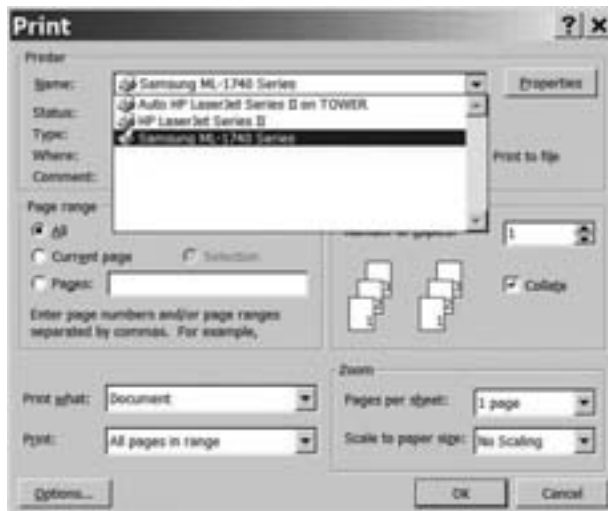 Print
? x
Printer
Name: Samsung ML-1740 Series
Properties
Auto HP LaserJet Series II on TOWER
HP LaserJet Series II
Samsung ML-1740 Series
Status:
Type:
Where:
Print to file
Comment:
Page range
All
Current page
Selection
Pages:
Enter page numbers and/or page ranges
separated by commas. For example,
Number of copies: 1
Collate
Print what: Document
Print: All pages in range
Zoom
Pages per sheet: 1 page
Scale to paper size: No Scaling
Options...
OK
Cancel